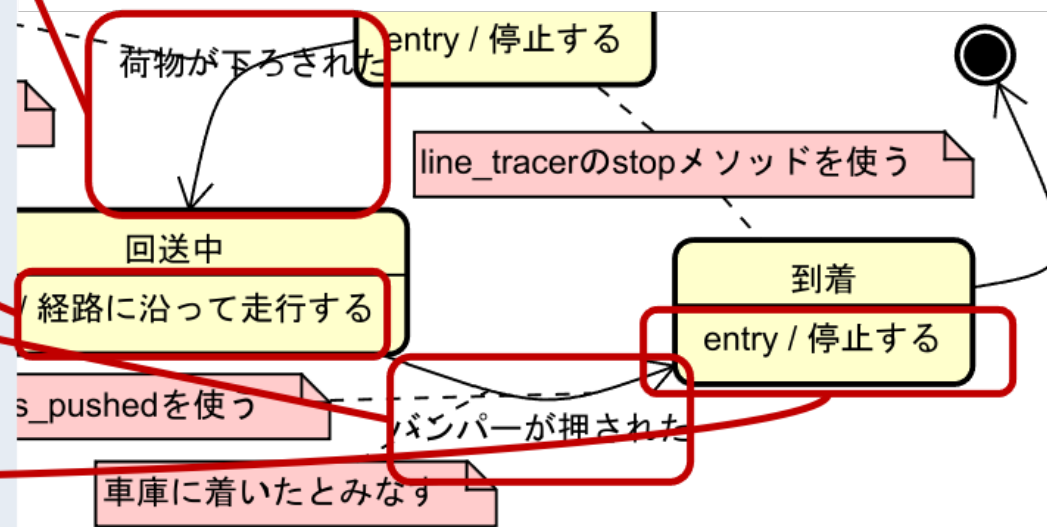 荷物が下ろされた
entry / 停止する
line_tracerのstopメソッドを使う
回送中
/ 経路に沿って走行する
到着
entry / 停止する
s_pushedを使う
バンパーが押された
車庫に着いたとみなす